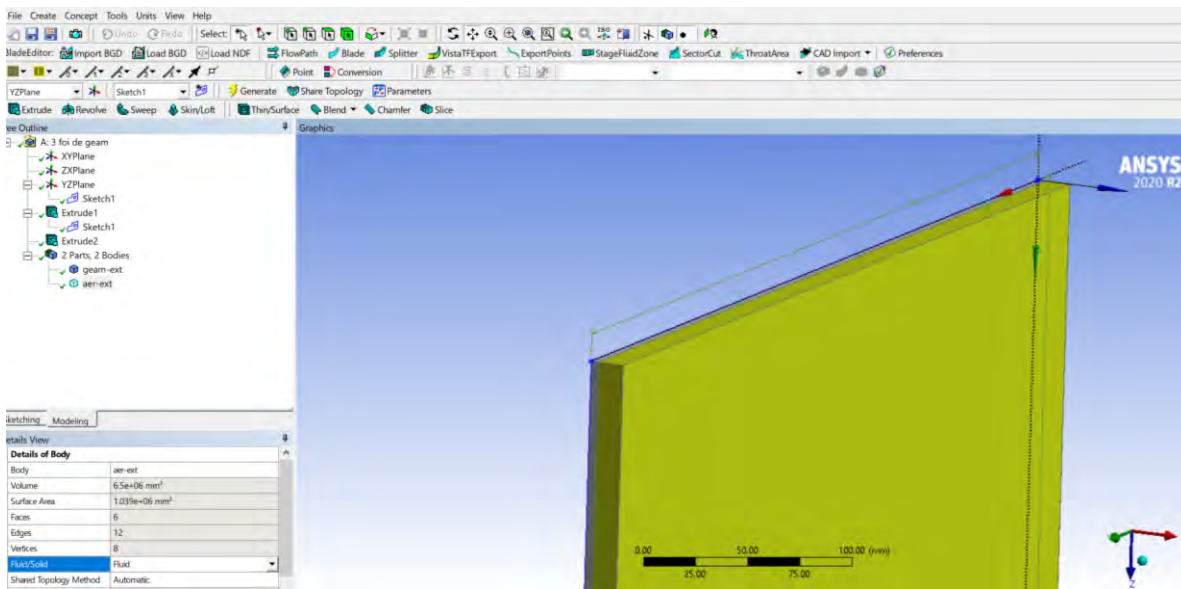 File Create Concept Tools Units View Help
Undo Redo Select:
BladeEditor: Import BGD Load BGD Load NDF FlowPath Blade Splitter VistaTFExport ExportPoints StageFluidZone SectorCut ThroatArea CAD Import Preferences
Point Conversion
YZPlane Sketch1 Generate Share Topology Parameters
Extrude Revolve Sweep Skin/Loft Thin/Surface Blend Chamfer Slice
ree Outline
Graphics
A: 3 foi de geam
XYPlane
ZXPlane
YZPlane
Sketch1
Extrude1
Sketch1
Extrude2
2 Parts, 2 Bodies
geam-ext
aer-ext
ANSYS
2020 R2
Sketching Modeling
etails View
Details of Body
Body aer-ext
Volume 6.5e+06 mm³
Surface Area 1.039e+06 mm²
Faces 6
Edges 12
Vertices 8
Fluid/Solid Fluid
Shared Topology Method Automatic
0.00 50.00 100.00 (mm)
25.00 75.00
Z